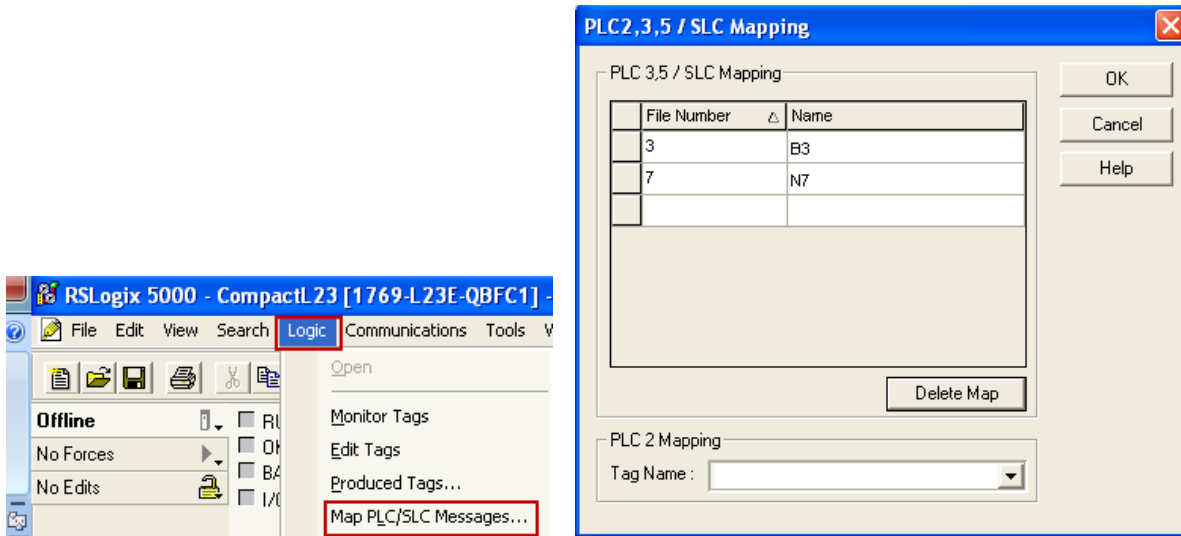 RSLogix 5000 - CompactL23 [1769-L23E-QBFC1] -
File Edit View Search Logic Communications Tools
Open
Offline
No Forces
No Edits
Monitor Tags
Edit Tags
Produced Tags...
Map PLC/SLC Messages...
PLC2,3,5 / SLC Mapping
PLC 3,5 / SLC Mapping
File Number Name
3 B3
7 N7
Delete Map
OK
Cancel
Help
PLC 2 Mapping
Tag Name :